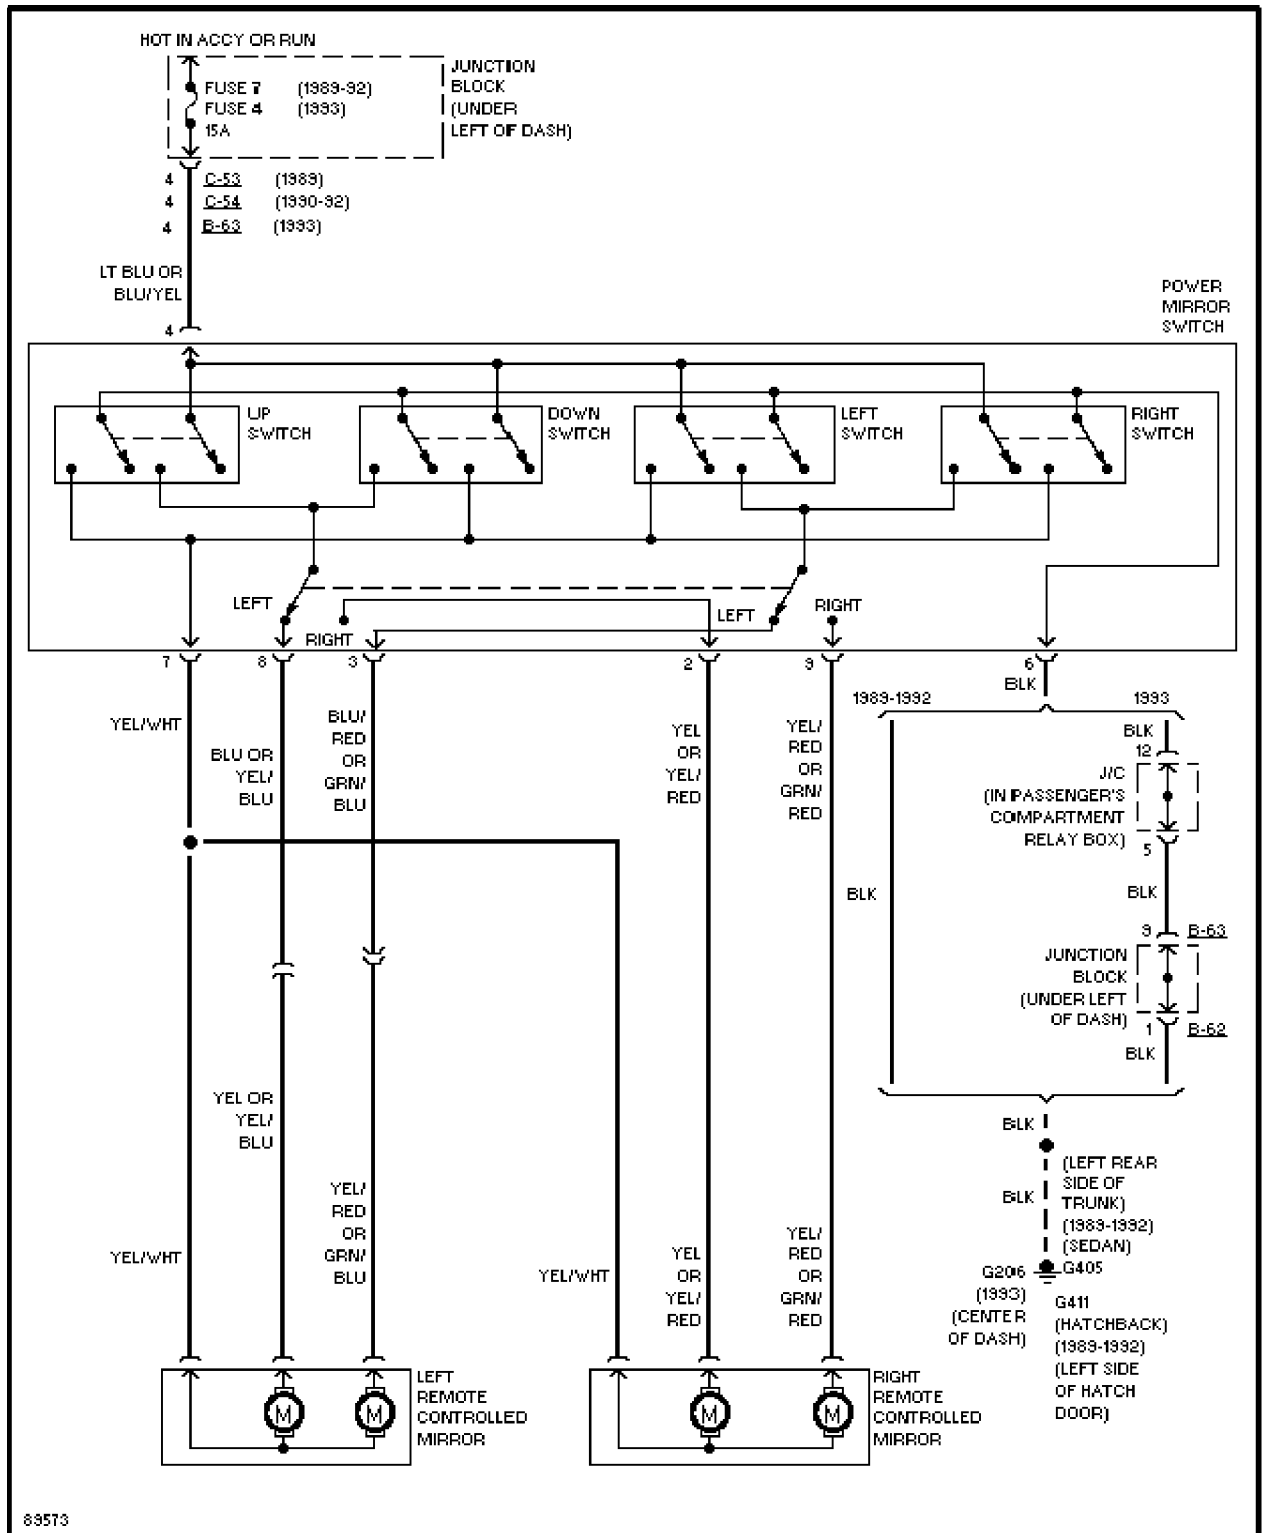 HOT IN ACCY OR RUN
JUNCTION
BLOCK
(UNDER
LEFT OF DASH)
FUSE 7 (1989-92)
FUSE 4 (1993)
15A
4 C-53 (1989)
4 C-54 (1990-92)
4 B-63 (1993)
LT BLU OR
BLU/YEL
4
POWER
MIRROR
SWITCH
UP
SWITCH
DOWN
SWITCH
LEFT
SWITCH
RIGHT
SWITCH
LEFT
RIGHT
LEFT
RIGHT
7
8
3
2
9
6
BLK
YEL/WHT
BLU OR
YEL/
BLU
BLU/
RED
OR
GRN/
BLU
YEL
OR
YEL/
RED
YEL/
RED
OR
GRN/
RED
1989-1992
1993
BLK
12
J/C
(IN PASSENGER'S
COMPARTMENT
RELAY BOX)
5
BLK
BLK
9 B-63
JUNCTION
BLOCK
(UNDER LEFT
OF DASH)
1 B-62
BLK
BLK
(LEFT REAR
SIDE OF
TRUNK)
(1989-1992)
(SEDAN)
G405
BLK
G206
(1993)
(CENTER
OF DASH)
G411
(HATCHBACK)
(1989-1992)
(LEFT SIDE
OF HATCH
DOOR)
YEL OR
YEL/
BLU
YEL/
RED
OR
GRN/
BLU
YEL/WHT
YEL/WHT
YEL
OR
YEL/
RED
YEL/
RED
OR
GRN/
RED
M
M
LEFT
REMOTE
CONTROLLED
MIRROR
M
M
RIGHT
REMOTE
CONTROLLED
MIRROR
89573